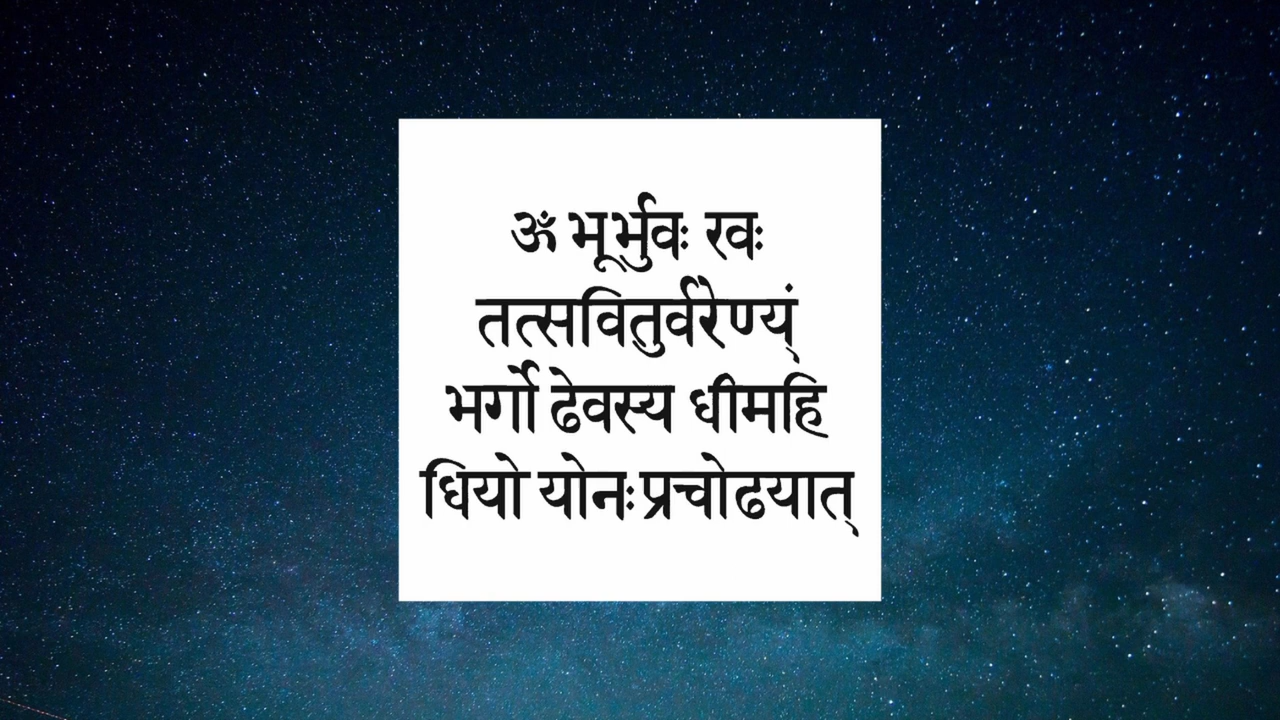 ॐ भूर्भुवः रवः
तत्सवितुर्वरेण्यं्
भर्गो ढेवस्य धीमहि
धियो योनः प्रचोढयात्